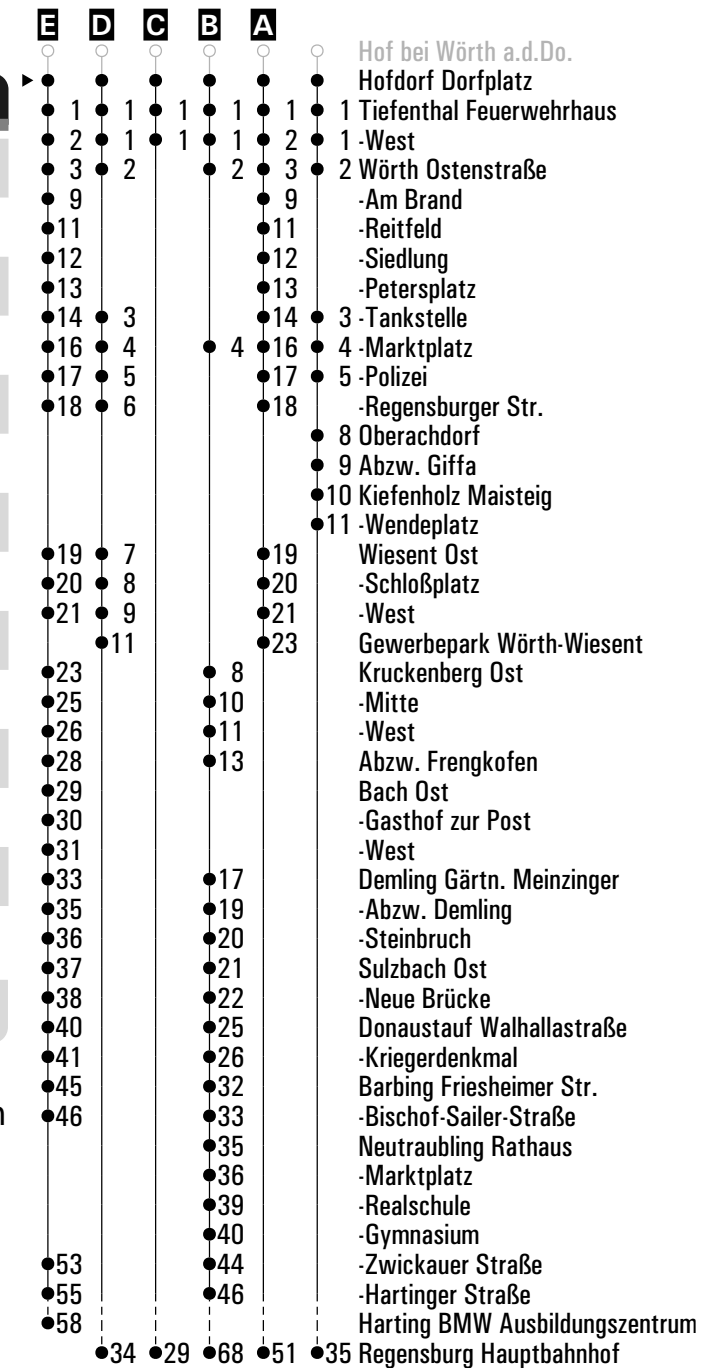 E D C B A
Hof bei Wörth a.d.Do.
Hofdorf Dorfplatz
1 1 1 1 1 1 Tiefenthal Feuerwehrhaus
2 1 1 1 2 1 -West
3 2 2 3 2 Wörth Ostenstraße
9 9 -Am Brand
11 11 -Reitfeld
12 12 -Siedlung
13 13 -Petersplatz
14 3 14 3 -Tankstelle
16 4 4 16 4 -Marktplatz
17 5 17 5 -Polizei
18 6 18 -Regensburger Str.
8 Oberachdorf
9 Abzw. Giffa
10 Kiefenholz Maisteig
11 -Wendeplatz
19 7 19 Wiesent Ost
20 8 20 -Schloßplatz
21 9 21 -West
11 23 Gewerbepark Wörth-Wiesent
23 8 Kruckenberg Ost
25 10 -Mitte
26 11 -West
28 13 Abzw. Frengkofen
29 Bach Ost
30 -Gasthof zur Post
31 -West
33 17 Demling Gärtn. Meinzinger
35 19 -Abzw. Demling
36 20 -Steinbruch
37 21 Sulzbach Ost
38 22 -Neue Brücke
40 25 Donaustauf Walhallastraße
41 26 -Kriegerdenkmal
45 32 Barbing Friesheimer Str.
46 33 -Bischof-Sailer-Straße
35 Neutraubling Rathaus
36 -Marktplatz
39 -Realschule
40 -Gymnasium
53 44 -Zwickauer Straße
55 46 -Hartinger Straße
58 Harting BMW Ausbildungszentrum
34 29 68 51 35 Regensburg Hauptbahnhof